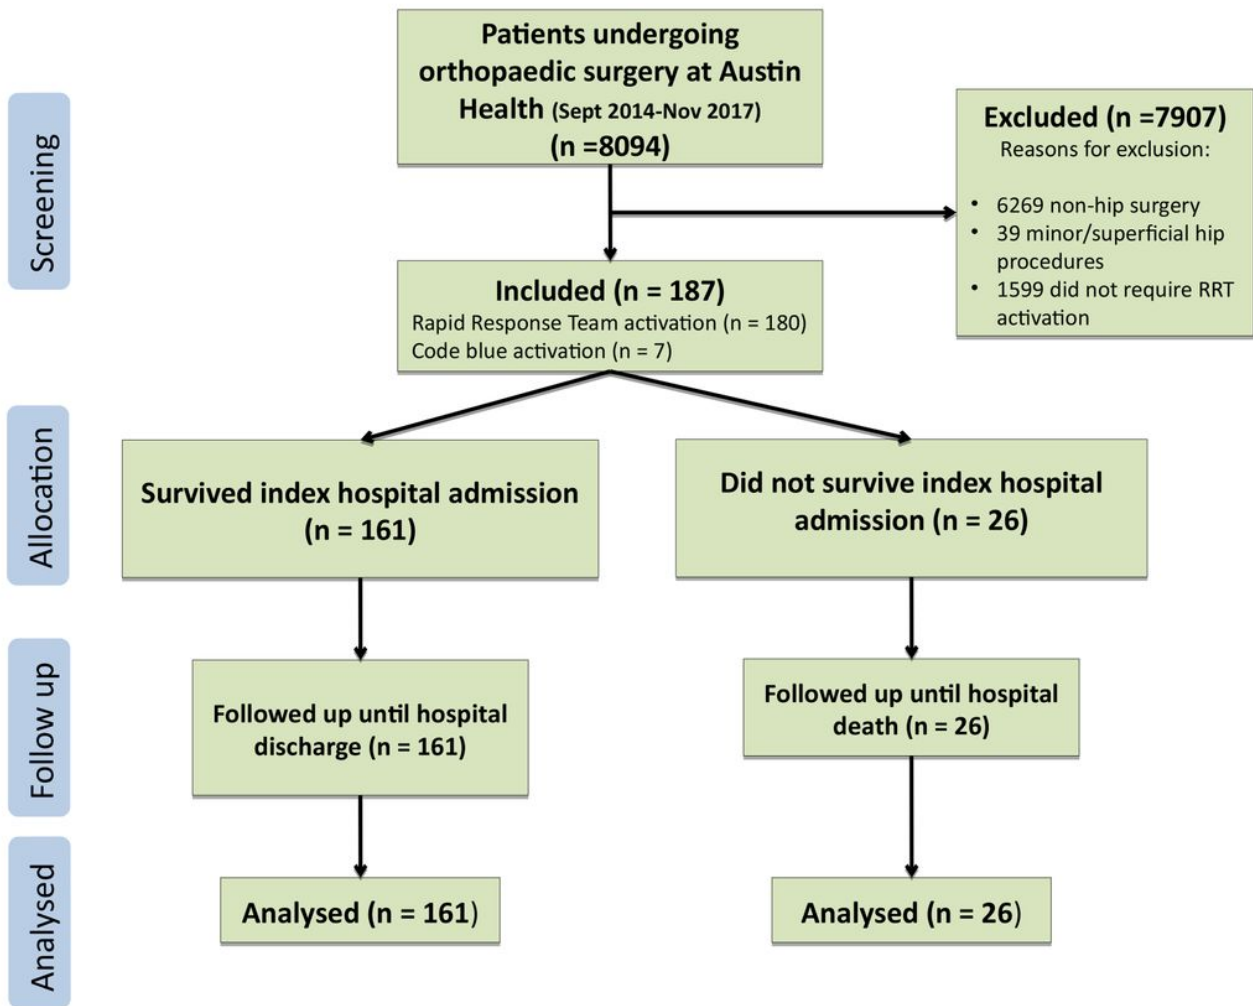 Screening
Patients undergoing
orthopaedic surgery at Austin
Health (Sept 2014-Nov 2017)
(n =8094)
Excluded (n =7907)
Reasons for exclusion:
• 6269 non-hip surgery
• 39 minor/superficial hip
procedures
• 1599 did not require RRT
activation
Included (n = 187)
Rapid Response Team activation (n = 180)
Code blue activation (n = 7)
Allocation
Survived index hospital admission
(n = 161)
Did not survive index hospital
admission (n = 26)
Follow up
Followed up until hospital
discharge (n = 161)
Followed up until hospital
death (n = 26)
Analysed
Analysed (n = 161)
Analysed (n = 26)